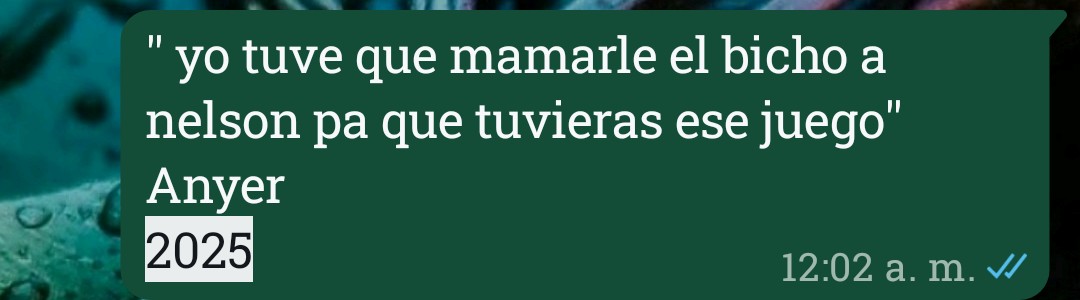 " yo tuve que mamarle el bicho a
nelson pa que tuvieras ese juego"
Anyer
2025
12:02 a. m.